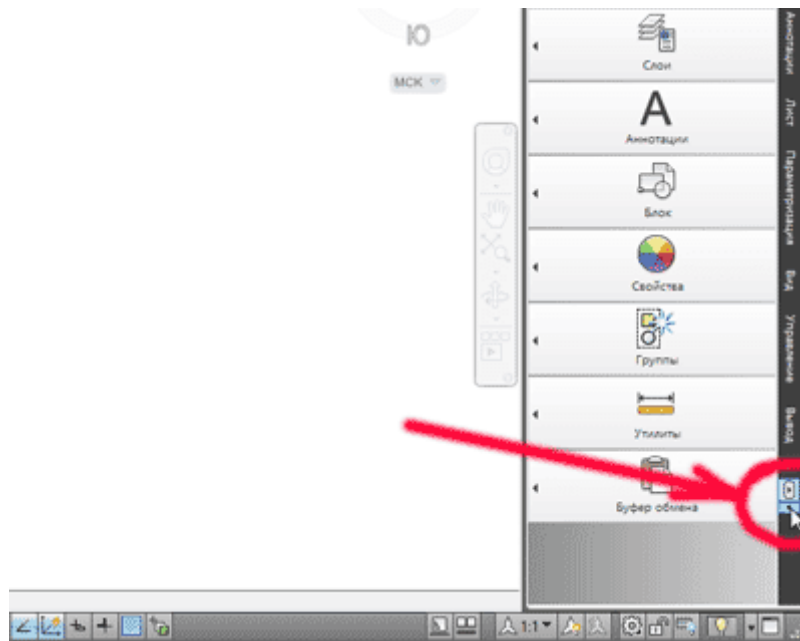 Ю
МСК
Слои
Аннотации
Блок
Свойства
Группы
Утилиты
Буфер обмена
Аннотации
Лист
Параметризация
Вид
Управление
Вывод
1:1